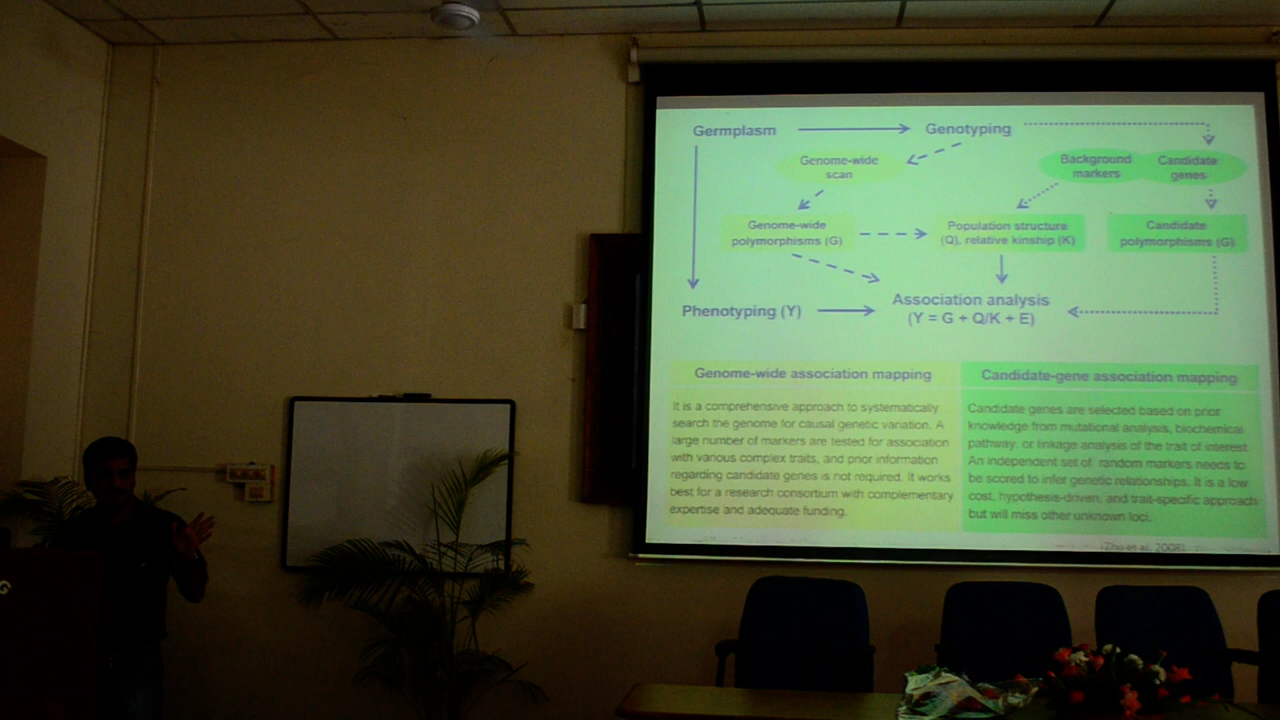 Germplasm
Genotyping
Genome-wide
scan
Background
markers
Candidate
genes
Genome-wide
polymorphisms (G)
Population structure
(Q), relative kinship (K)
Candidate
polymorphisms (G)
Phenotyping (Y)
Association analysis
(Y = G + Q/K + E)
Genome-wide association mapping
It is a comprehensive approach to systematically
search the genome for causal genetic variation. A
large number of markers are tested for association
with various complex traits, and prior information
regarding candidate genes is not required. It works
best for a research consortium with complementary
expertise and adequate funding.
Candidate-gene association mapping
Candidate genes are selected based on prior
knowledge from mutational analysis, biochemical
pathway, or linkage analysis of the trait of interest.
An independent set of random markers needs to
be scored to infer genetic relationships. It is a low
cost, hypothesis-driven, and trait-specific approach
but will miss other unknown loci.
(Zhu et al, 2008)